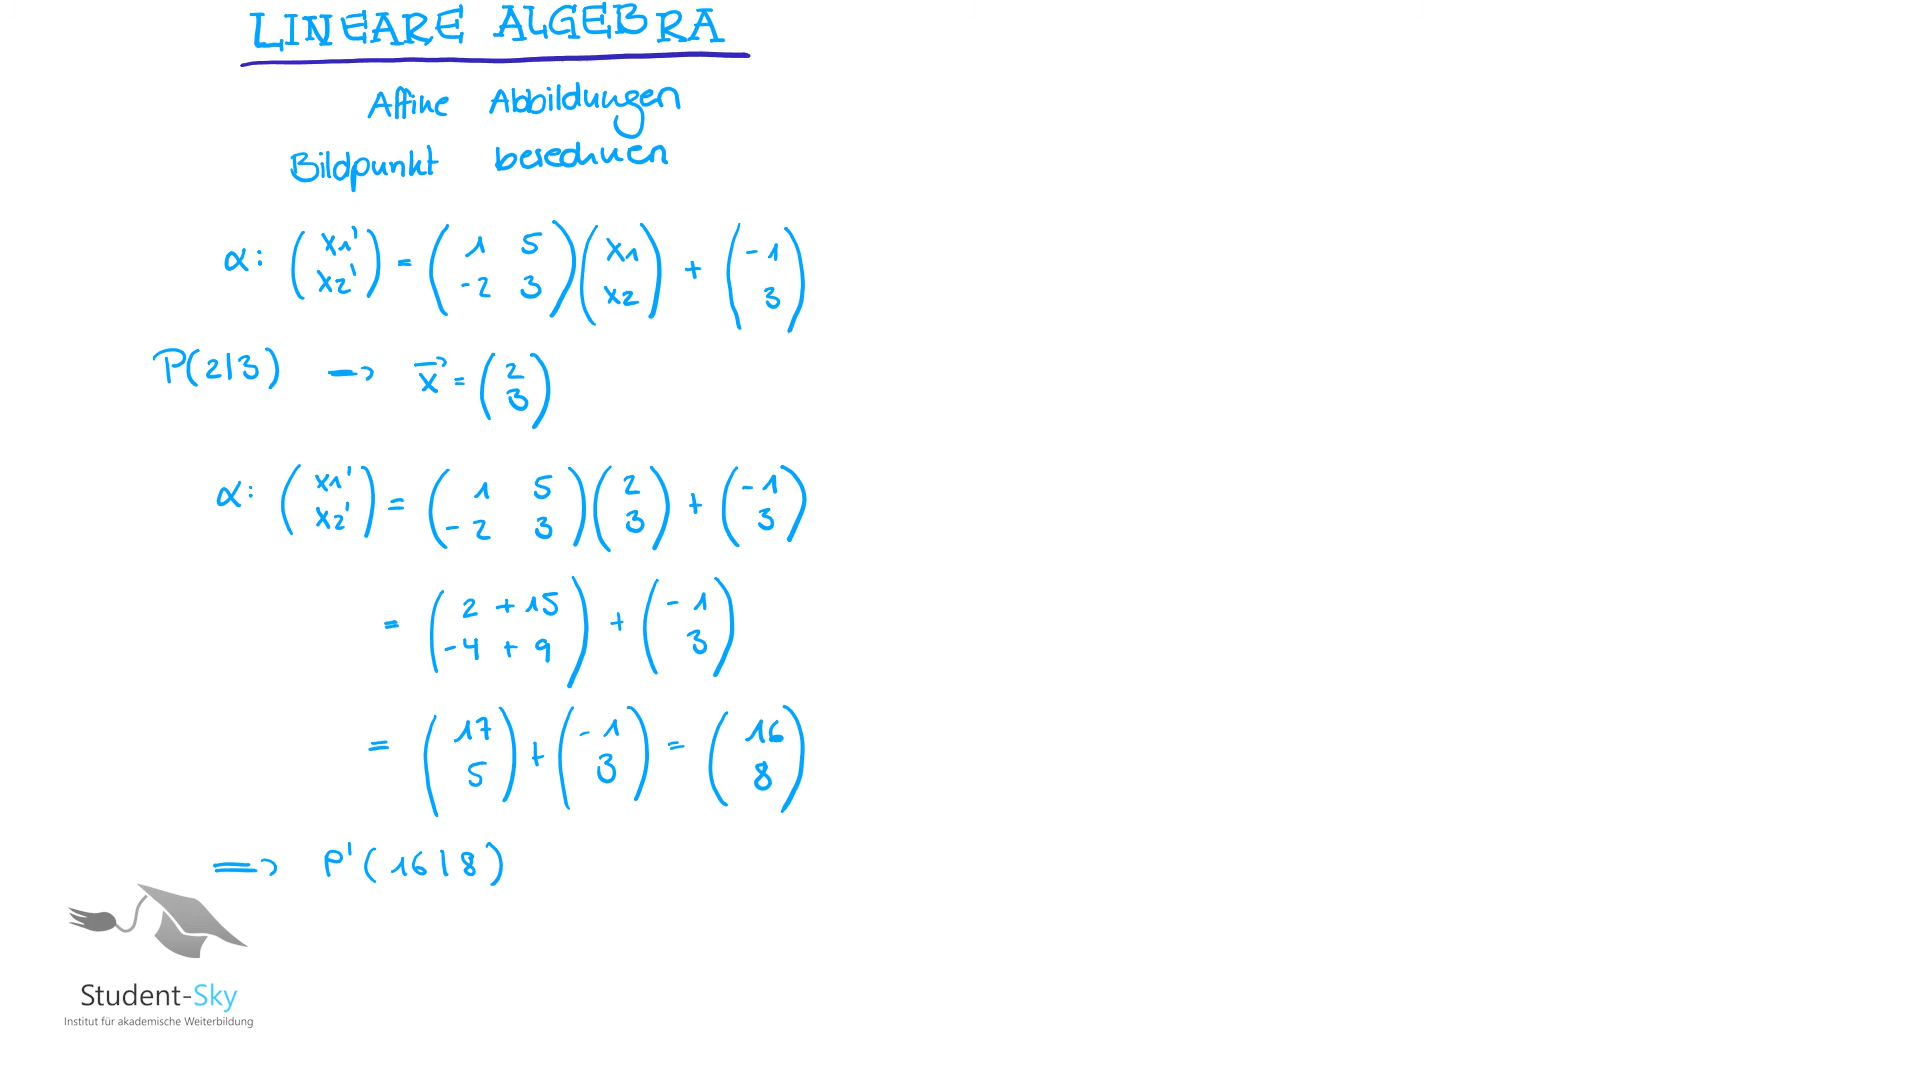 LINEARE ALGEBRA
Affine Abbildungen
Bildpunkt berechnen
α: (x1' x2') = (1 5 -2 3)(x1 x2) + (-1 3)
P(2|3) → x⃗ = (2 3)
α: (x1' x2') = (1 5 -2 3)(2 3) + (-1 3)
= (2 + 15 -4 + 9) + (-1 3)
= (17 5) + (-1 3) = (16 8)
⇒ P'(16|8)
Student-Sky
Institut für akademische Weiterbildung